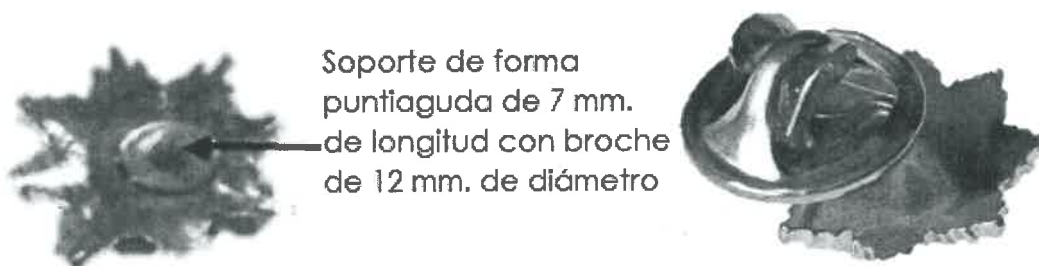 Soporte de forma
puntiaguda de 7 mm.
de longitud con broche
de 12 mm. de diámetro